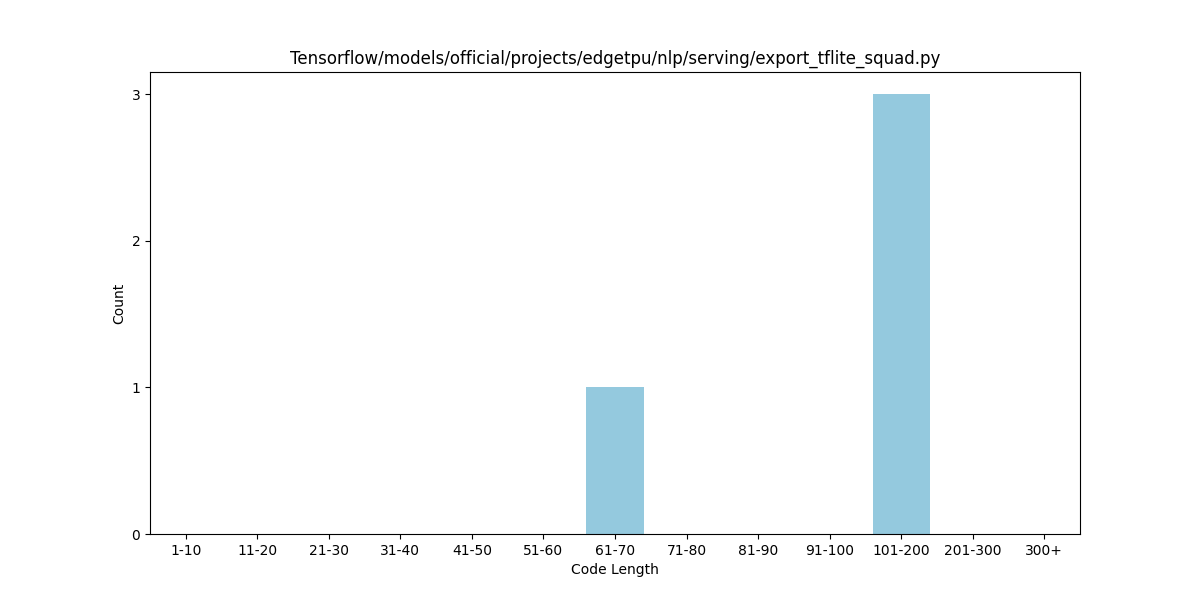 Tensorflow/models/official/projects/edgetpu/nlp/serving/export_tflite_squad.py
3
2
1
0
Count
1-10 11-20 21-30 31-40 41-50 51-60 61-70 71-80 81-90 91-100 101-200 201-300 300+
Code Length